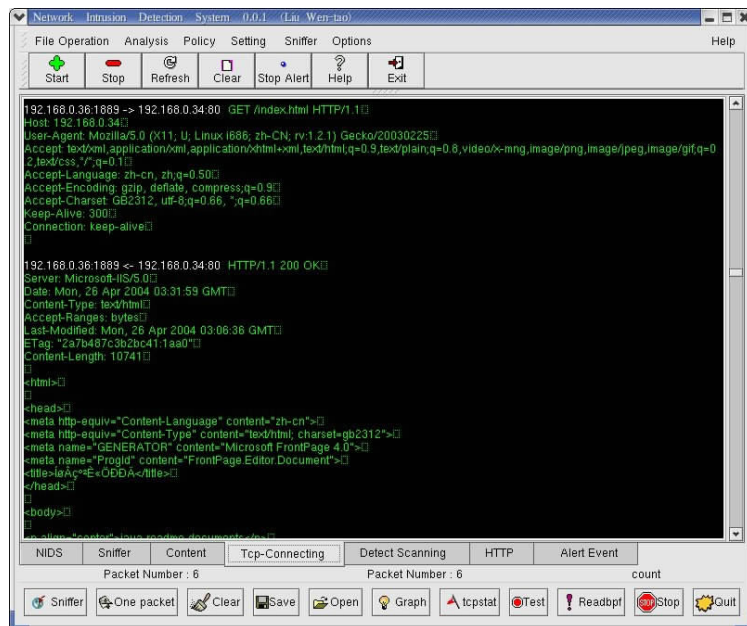 Network Intrusion Detection System 0.0.1 (Liu Wen-tao)
File Operation Analysis Policy Setting Sniffer Options Help
Start Stop Refresh Clear Stop Alert Help Exit
192.168.0.36:1889 -> 192.168.0.34:80 GET /index.html HTTP/1.1
Host: 192.168.0.34
User-Agent: Mozilla/5.0 (X11; U; Linux i686; zh-CN; rv:1.2.1) Gecko/20030225
Accept: text/xml,application/xml,application/xhtml+xml,text/html;q=0.9,text/plain;q=0.8,video/x-mng,image/png,image/jpeg,image/gif;q=0
.2,text/css,*/*;q=0.1
Accept-Language: zh-cn, zh;q=0.50
Accept-Encoding: gzip, deflate, compress;q=0.9
Accept-Charset: GB2312, utf-8;q=0.66, *;q=0.66
Keep-Alive: 300
Connection: keep-alive
192.168.0.36:1889 <- 192.168.0.34:80 HTTP/1.1 200 OK
Server: Microsoft-IIS/5.0
Date: Mon, 26 Apr 2004 03:31:59 GMT
Content-Type: text/html
Accept-Ranges: bytes
Last-Modified: Mon, 26 Apr 2004 03:06:36 GMT
ETag: "2a7b487c3b2bc41:1aa0"
Content-Length: 10741
<html>
<head>
<meta http-equiv="Content-Language" content="zh-cn">
<meta http-equiv="Content-Type" content="text/html; charset=gb2312">
<meta name="GENERATOR" content="Microsoft FrontPage 4.0">
<meta name="ProgId" content="FrontPage.Editor.Document">
<title></title>
</head>
<body>
<p align="center">java readme documents</p>
NIDS Sniffer Content Tcp-Connecting Detect Scanning HTTP Alert Event
Packet Number : 6 Packet Number : 6 count
Sniffer One packet Clear Save Open Graph tcpstat Test Readbpf STOP Stop Quit